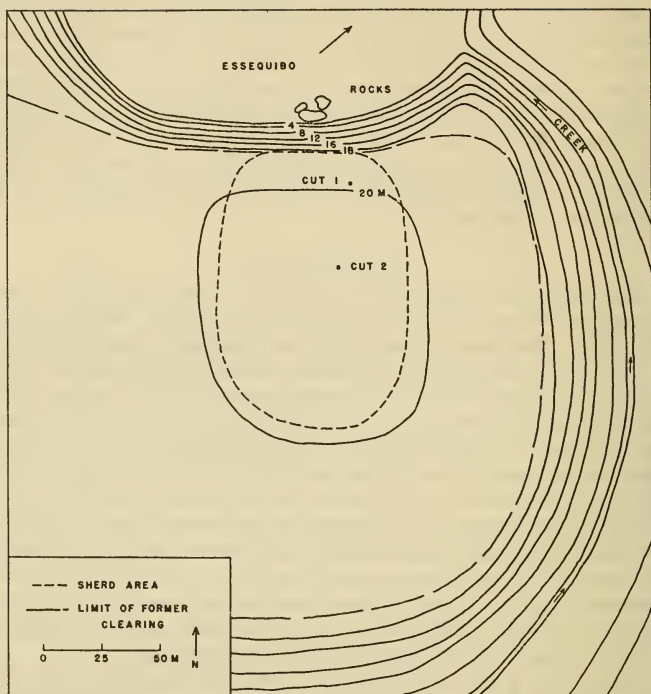 ESSEQUIBO
ROCKS
CREEK
4
8
12
16
18
CUT 1
20 M
CUT 2
SHERD AREA
LIMIT OF FORMER
CLEARING
0 25 50 M
N